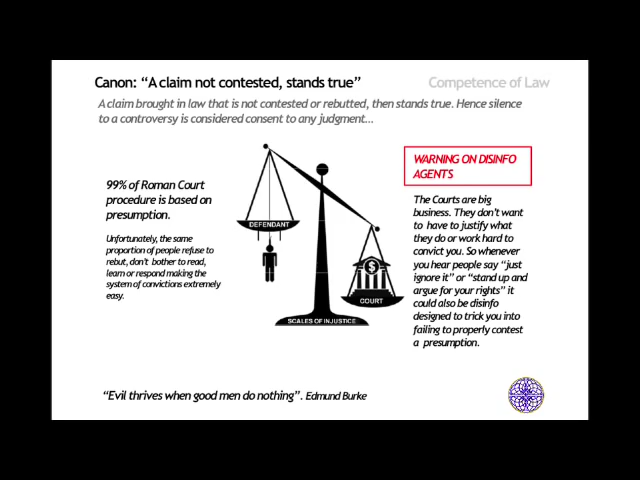 Canon: “A claim not contested, stands true”
Competence of Law
A claim brought in law that is not contested or rebutted, then stands true. Hence silence
to a controversy is considered consent to any judgment...
99% of Roman Court
procedure is based on
presumption.
Unfortunately, the same
proportion of people refuse to
rebut, don't bother to read,
learn or respond making the
system of convictions extremely
easy.
DEFENDANT
$
COURT
SCALES OF INJUSTICE
WARNING ON DISINFO
AGENTS
The Courts are big
business. They don't want
to have to justify what
they do or work hard to
convict you. So whenever
you hear people say “just
ignore it” or “stand up and
argue for your rights” it
could also be disinfo
designed to trick you into
failing to properly contest
a presumption.
“Evil thrives when good men do nothing”. Edmund Burke